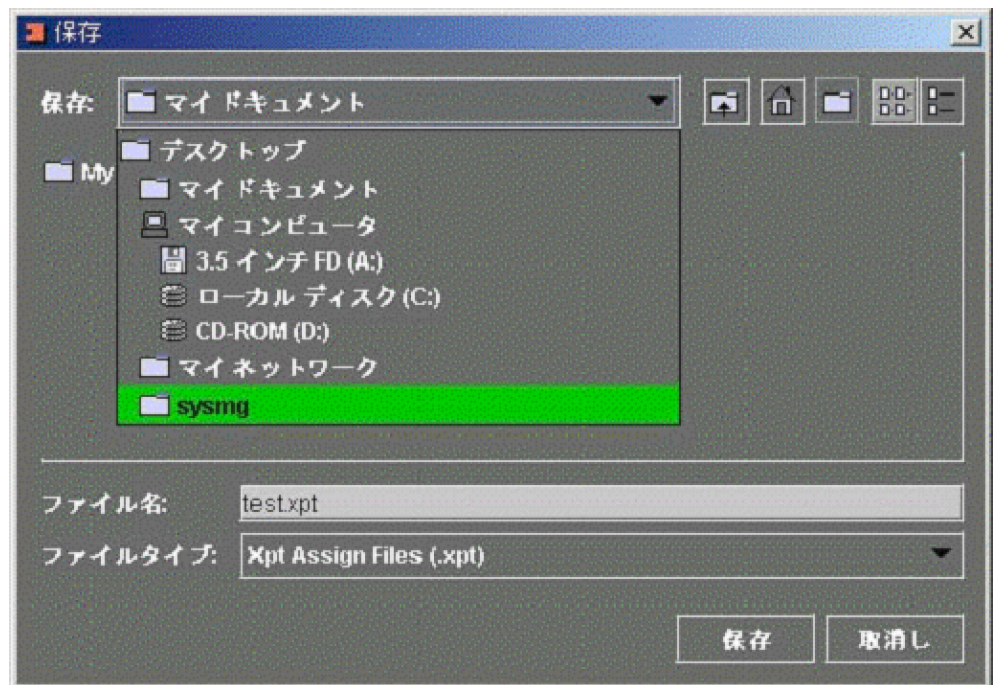 保存
保存: マイ ドキュメント
デスクトップ
My
マイ ドキュメント
マイ コンピュータ
3.5 インチ FD (A:)
ローカル ディスク (C:)
CD-ROM (D:)
マイ ネットワーク
sysmg
ファイル名: test.xpt
ファイルタイプ: Xpt Assign Files (.xpt)
保存 取消し